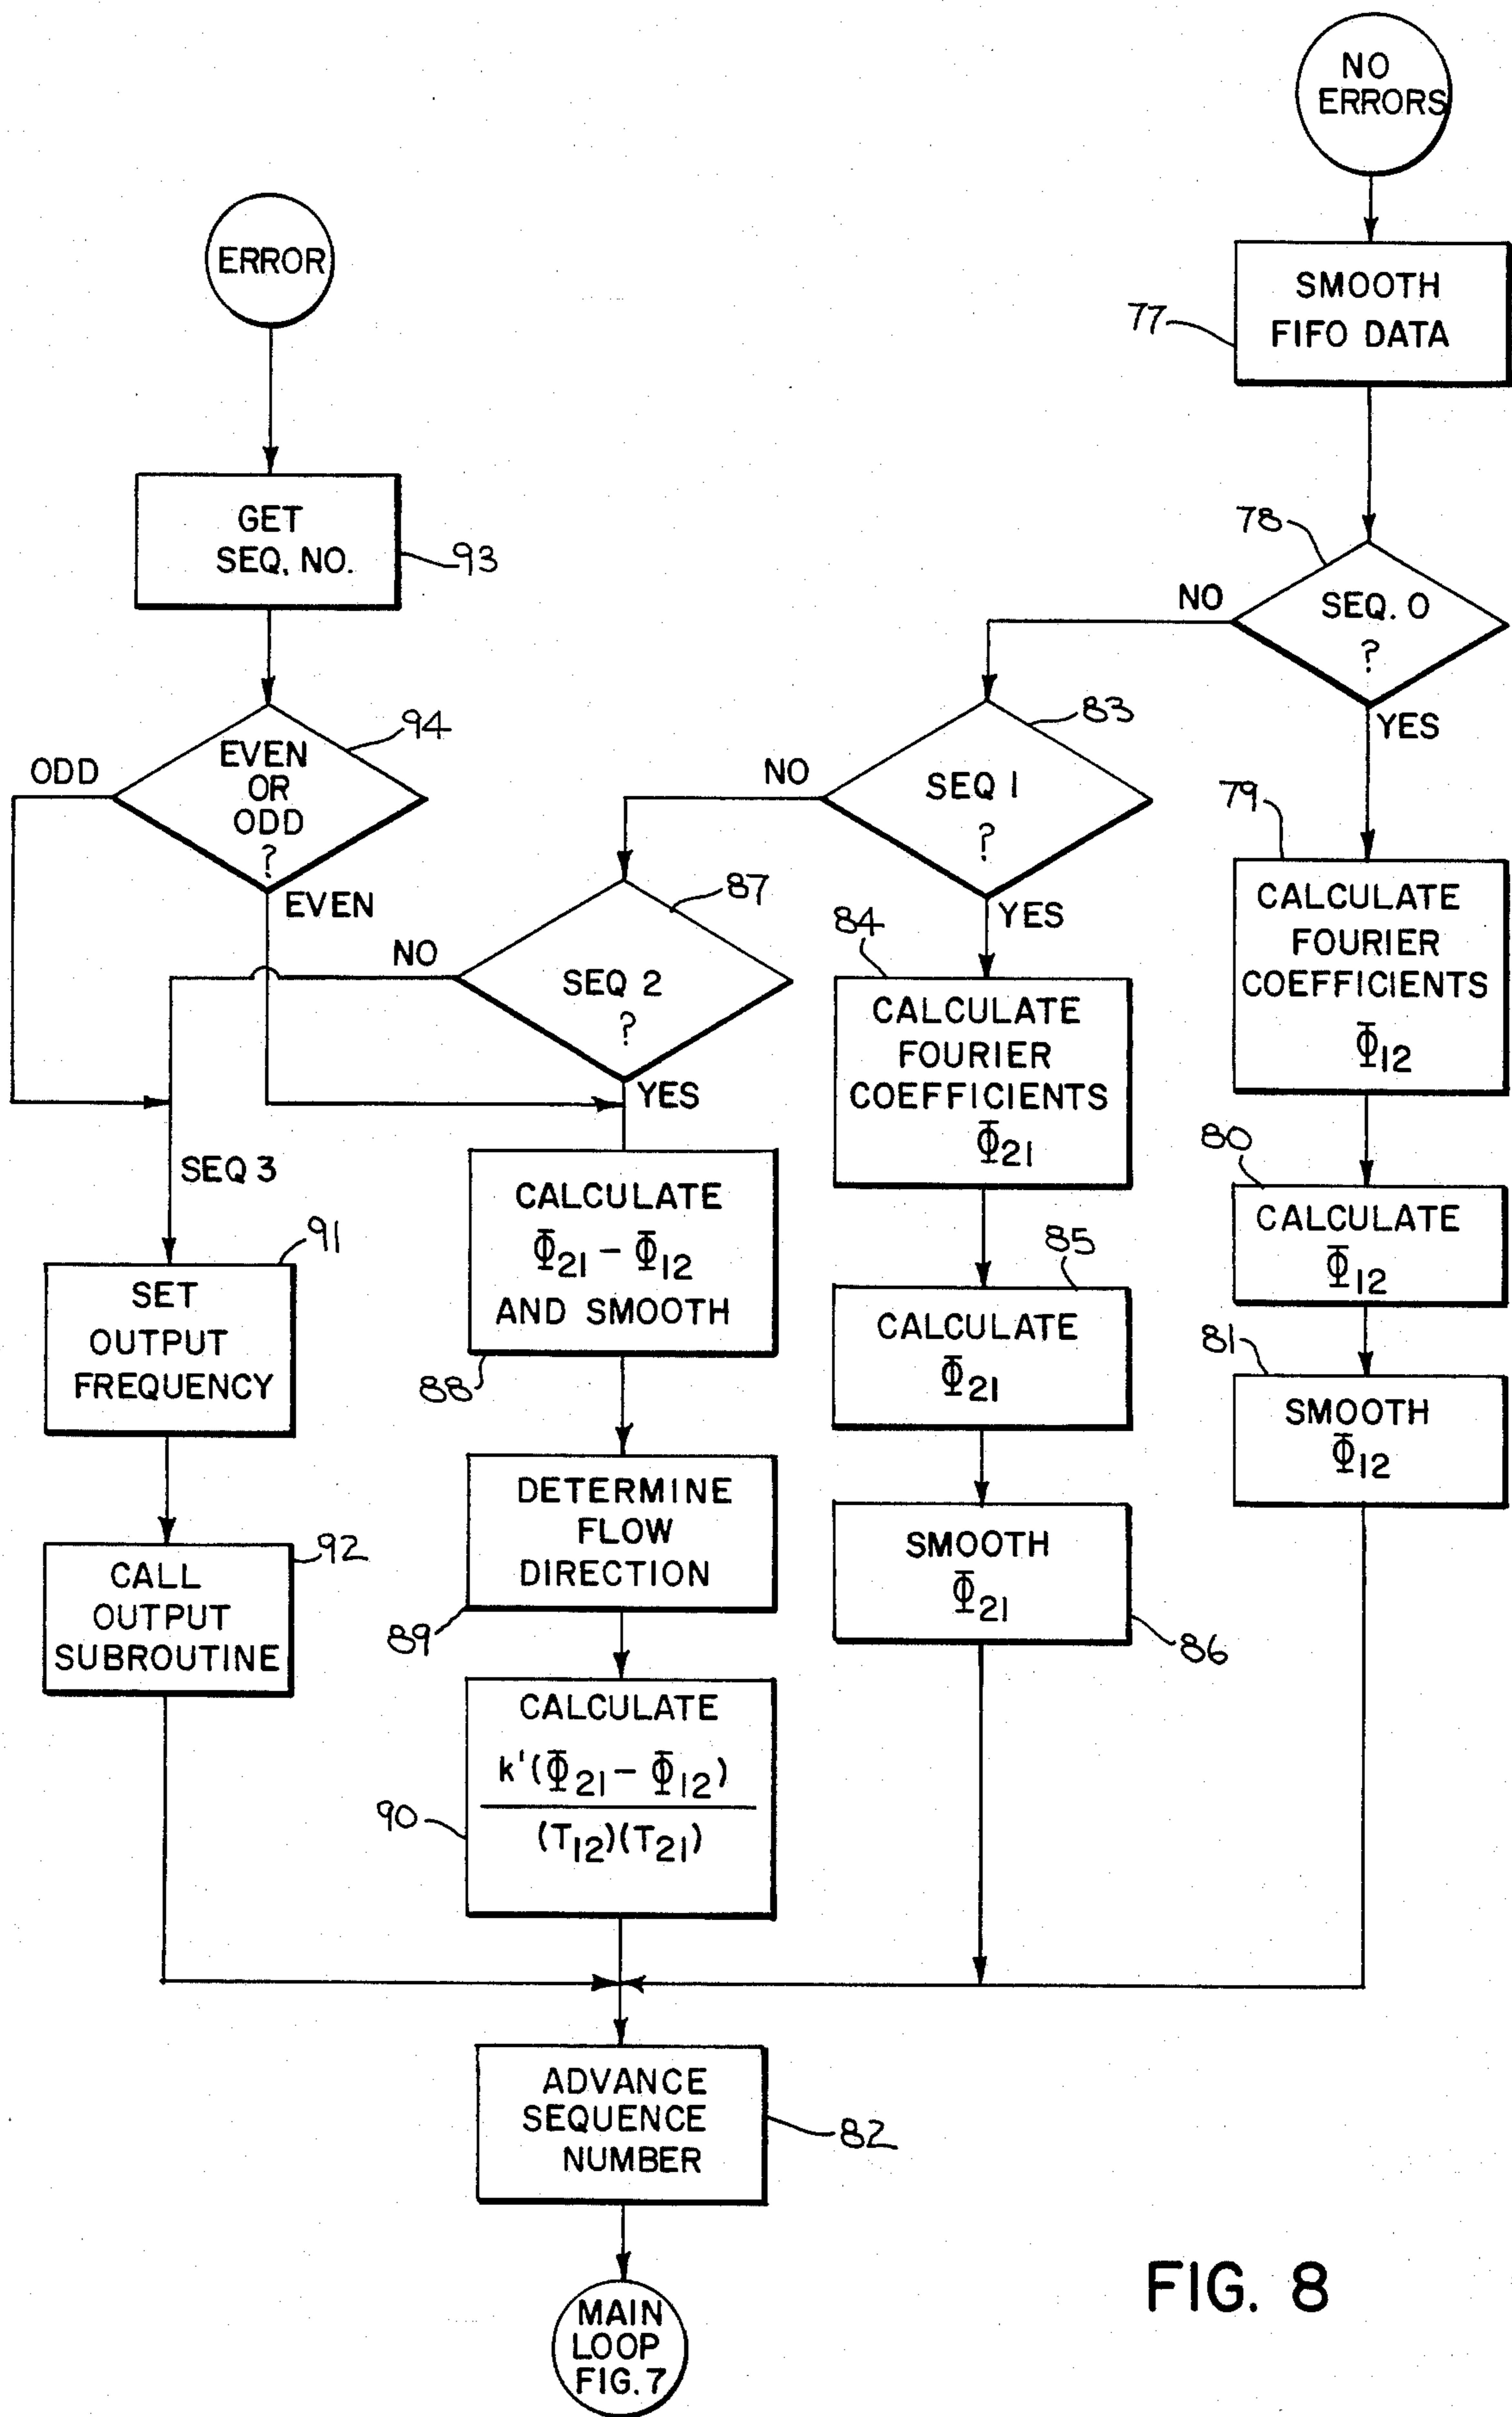 NO
ERRORS
SMOOTH
FIFO DATA
77
ERROR
GET
SEQ. NO.
93
78
SEQ. 0
?
NO
YES
94
EVEN
OR
ODD
?
ODD
EVEN
83
SEQ 1
?
NO
YES
79
CALCULATE
FOURIER
COEFFICIENTS
Φ12
87
SEQ 2
?
NO
YES
84
CALCULATE
FOURIER
COEFFICIENTS
Φ21
SEQ 3
80
CALCULATE
Φ12
CALCULATE
Φ21 - Φ12
AND SMOOTH
88
91
SET
OUTPUT
FREQUENCY
85
CALCULATE
Φ21
81
SMOOTH
Φ12
DETERMINE
FLOW
DIRECTION
89
92
CALL
OUTPUT
SUBROUTINE
SMOOTH
Φ21
86
CALCULATE
k'(Φ21 - Φ12)
(T12)(T21)
90
ADVANCE
SEQUENCE
NUMBER
82
MAIN
LOOP
FIG. 7
FIG. 8